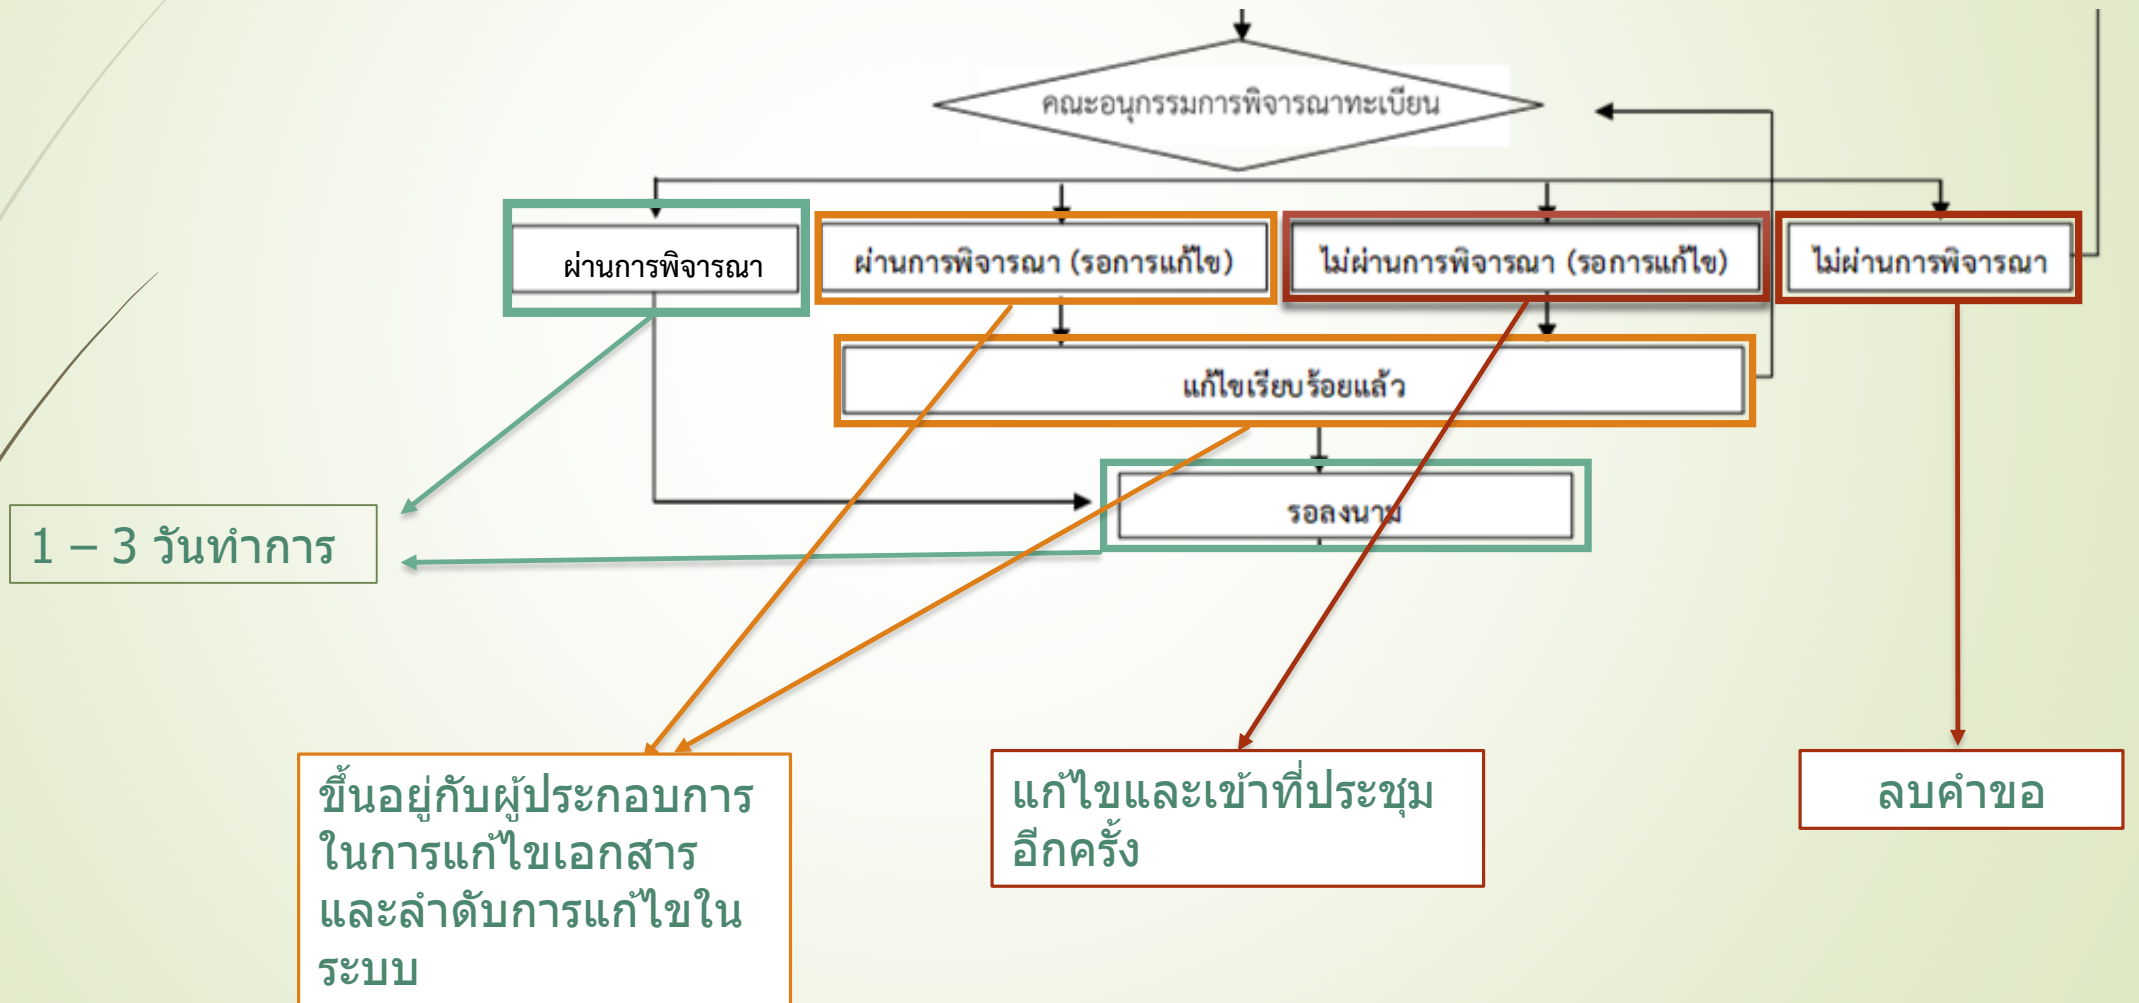 คณะอนุกรรมการพิจารณาทะเบียน
ผ่านการพิจารณา
ผ่านการพิจารณา (รอการแก้ไข)
ไม่ผ่านการพิจารณา (รอการแก้ไข)
ไม่ผ่านการพิจารณา
แก้ไขเรียบร้อยแล้ว
รอลงนาม
1 – 3 วันทำการ
ขึ้นอยู่กับผู้ประกอบการ
ในการแก้ไขเอกสาร
และลำดับการแก้ไขใน
ระบบ
แก้ไขและเข้าที่ประชุม
อีกครั้ง
ลบคำขอ